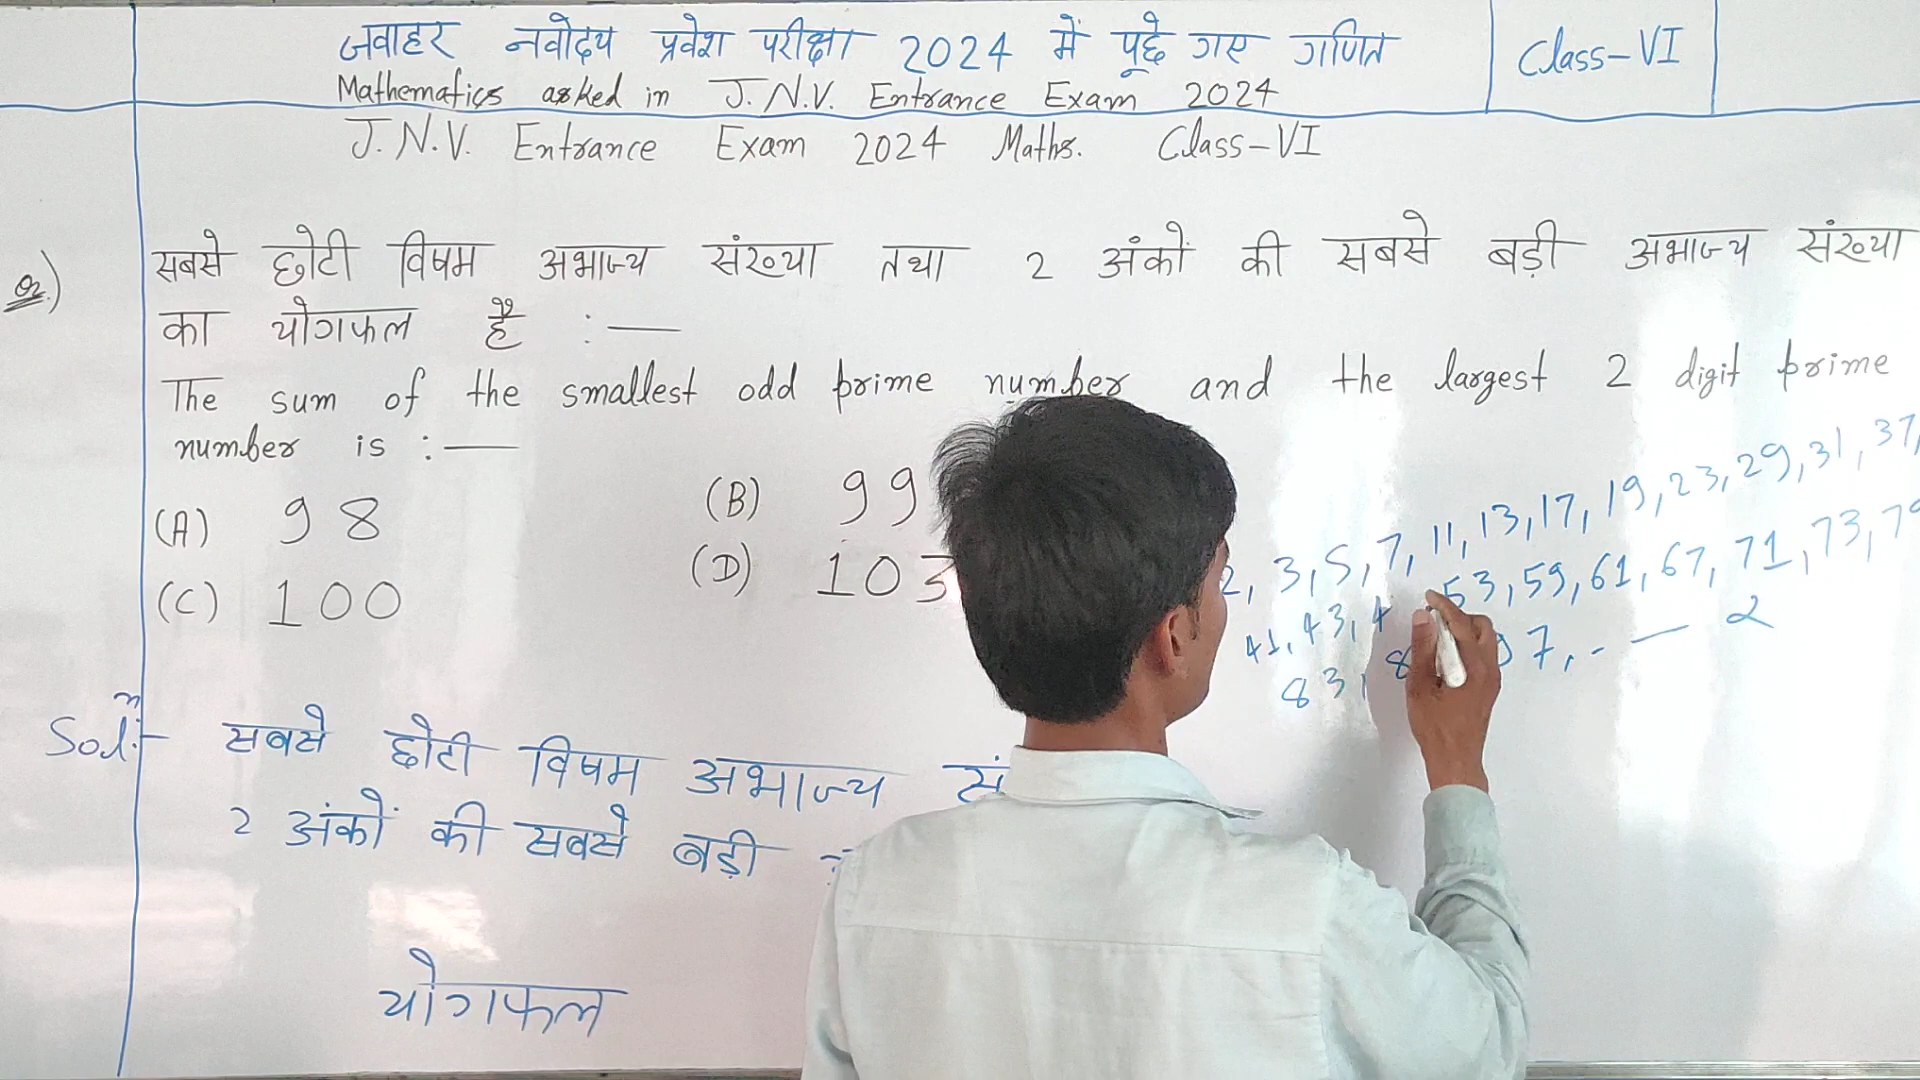 जवाहर नवोदय प्रवेश परीक्षा 2024 में पूछे गए गणित
Class-VI
Mathematics asked in J.N.V. Entrance Exam 2024
J.N.V. Entrance Exam 2024 Maths. Class-VI
Q.) सबसे छोटी विषम अभाज्य संख्या तथा 2 अंकों की सबसे बड़ी अभाज्य संख्या
का योगफल है :—
The sum of the smallest odd prime number and the largest 2 digit prime
number is :—
(A) 98 (B) 99
(C) 100 (D) 103
2, 3, 5, 7, 11, 13, 17, 19, 23, 29, 31, 37,
41, 43, 53, 59, 61, 67, 71, 73, 79
83, 7, - — 2
Solⁿ:- सबसे छोटी विषम अभाज्य सं
2 अंकों की सबसे बड़ी
योगफल